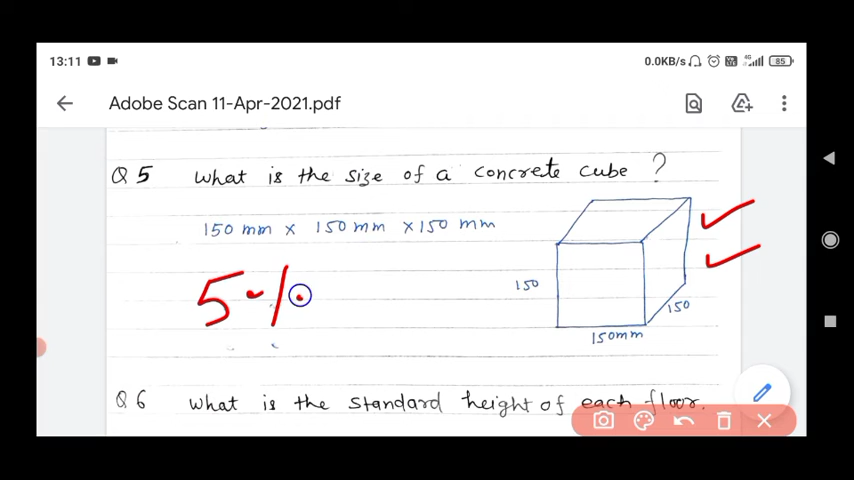 13:11 0.0KB/s 4G 85
Adobe Scan 11-Apr-2021.pdf
Q 5 What is the size of a concrete cube ?
150 mm x 150 mm x 150 mm
5 %
150
150
150mm
Q 6 What is the standard height of each floor.